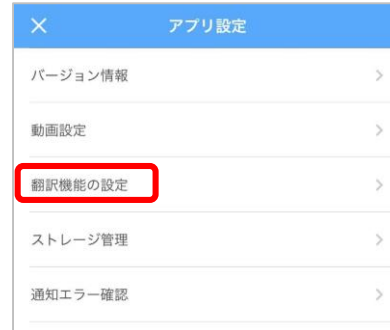 アプリ設定
バージョン情報
動画設定
翻訳機能の設定
ストレージ管理
通知エラー確認